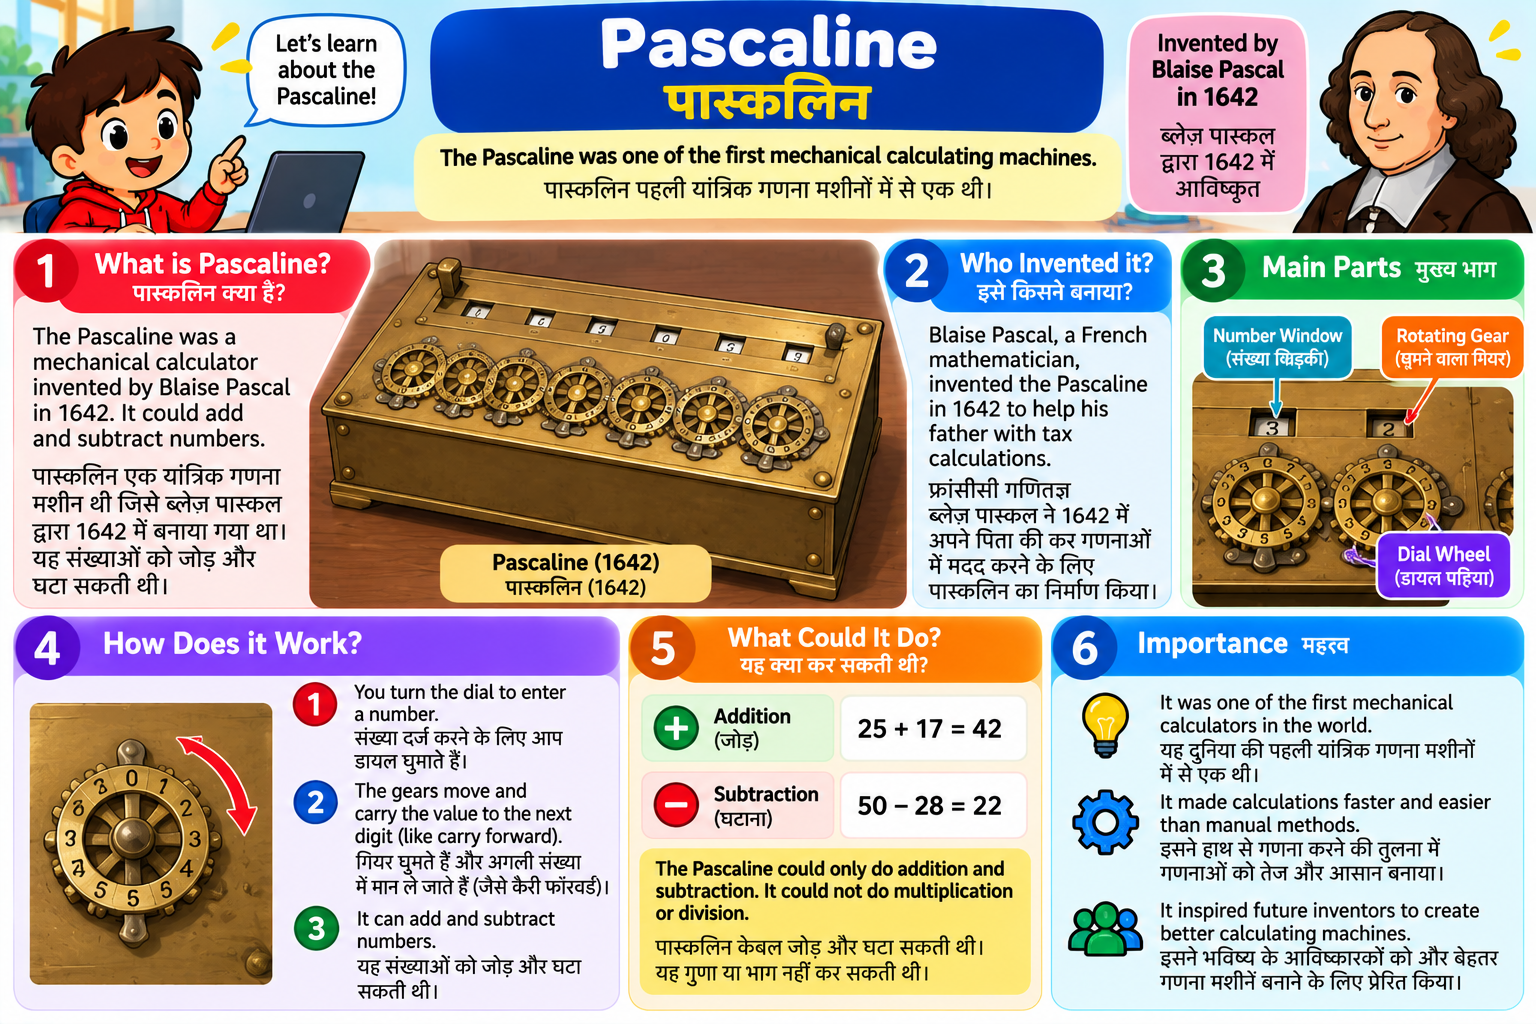 Let's learn
about the
Pascaline!
Pascaline
पास्कलिन
The Pascaline was one of the first mechanical calculating machines.
पास्कलिन पहली यांत्रिक गणना मशीनों में से एक थी।
Invented by
Blaise Pascal
in 1642
ब्लेज़ पास्कल
द्वारा 1642 में
आविष्कृत
1 What is Pascaline?
पास्कलिन क्या हैं?
The Pascaline was a
mechanical calculator
invented by Blaise Pascal
in 1642. It could add
and subtract numbers.
पास्कलिन एक यांत्रिक गणना
मशीन थी जिसे ब्लेज़ पास्कल
द्वारा 1642 में बनाया गया था।
यह संख्याओं को जोड़ और
घटा सकती थी।
Pascaline (1642)
पास्कलिन (1642)
2 Who Invented it?
इसे किसने बनाया?
Blaise Pascal, a French
mathematician,
invented the Pascaline
in 1642 to help his
father with tax
calculations.
फ्रांसीसी गणितज्ञ
ब्लेज़ पास्कल ने 1642 में
अपने पिता की कर गणनाओं
में मदद करने के लिए
पास्कलिन का निर्माण किया।
3 Main Parts मुख्य भाग
Number Window
(संख्या खिड़की)
Rotating Gear
(घूमने वाला गियर)
3 2
Dial Wheel
(डायल पहिया)
4 How Does it Work?
1 You turn the dial to enter
a number.
संख्या दर्ज करने के लिए आप
डायल घुमाते हैं।
2 The gears move and
carry the value to the next
digit (like carry forward).
गियर घुमते हैं और अगली संख्या
में मान ले जाते हैं (जैसे कैरी फॉरवर्ड)।
3 It can add and subtract
numbers.
यह संख्याओं को जोड़ और घटा
सकती थी।
5 What Could It Do?
यह क्या कर सकती थी?
Addition
(जोड़)
25 + 17 = 42
Subtraction
(घटाना)
50 – 28 = 22
The Pascaline could only do addition and
subtraction. It could not do multiplication
or division.
पास्कलिन केबल जोड़ और घटा सकती थी।
यह गुणा या भाग नहीं कर सकती थी।
6 Importance महत्व
It was one of the first mechanical
calculators in the world.
यह दुनिया की पहली यांत्रिक गणना मशीनों
में से एक थी।
It made calculations faster and easier
than manual methods.
इसने हाथ से गणना करने की तुलना में
गणनाओं को तेज और आसान बनाया।
It inspired future inventors to create
better calculating machines.
इसने भविष्य के आविष्कारकों को और बेहतर
गणना मशीनें बनाने के लिए प्रेरित किया।